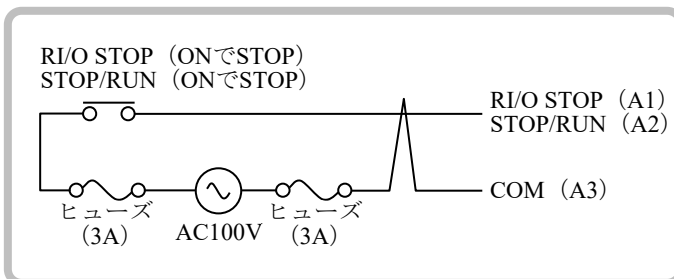 RI/O STOP（ONでSTOP）
STOP/RUN（ONでSTOP）
RI/O STOP（A1）
STOP/RUN（A2）
COM（A3）
ヒューズ
（3A）
AC100V
ヒューズ
（3A）